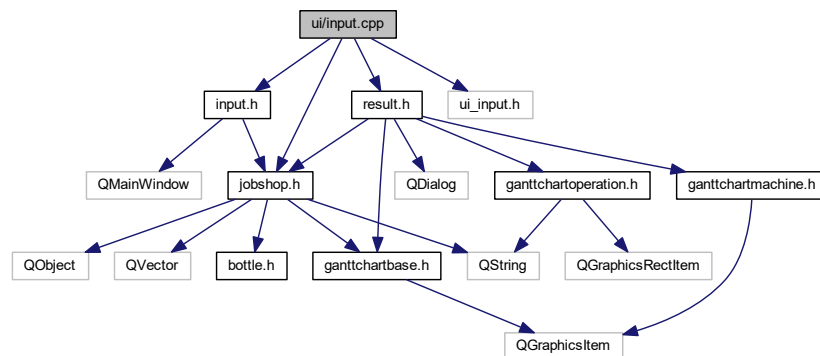 ui/input.cpp
input.h
result.h
ui_input.h
QMainWindow
jobshop.h
QDialog
ganttchartoperation.h
ganttchartmachine.h
QObject
QVector
bottle.h
ganttchartbase.h
QString
QGraphicsRectItem
QGraphicsItem